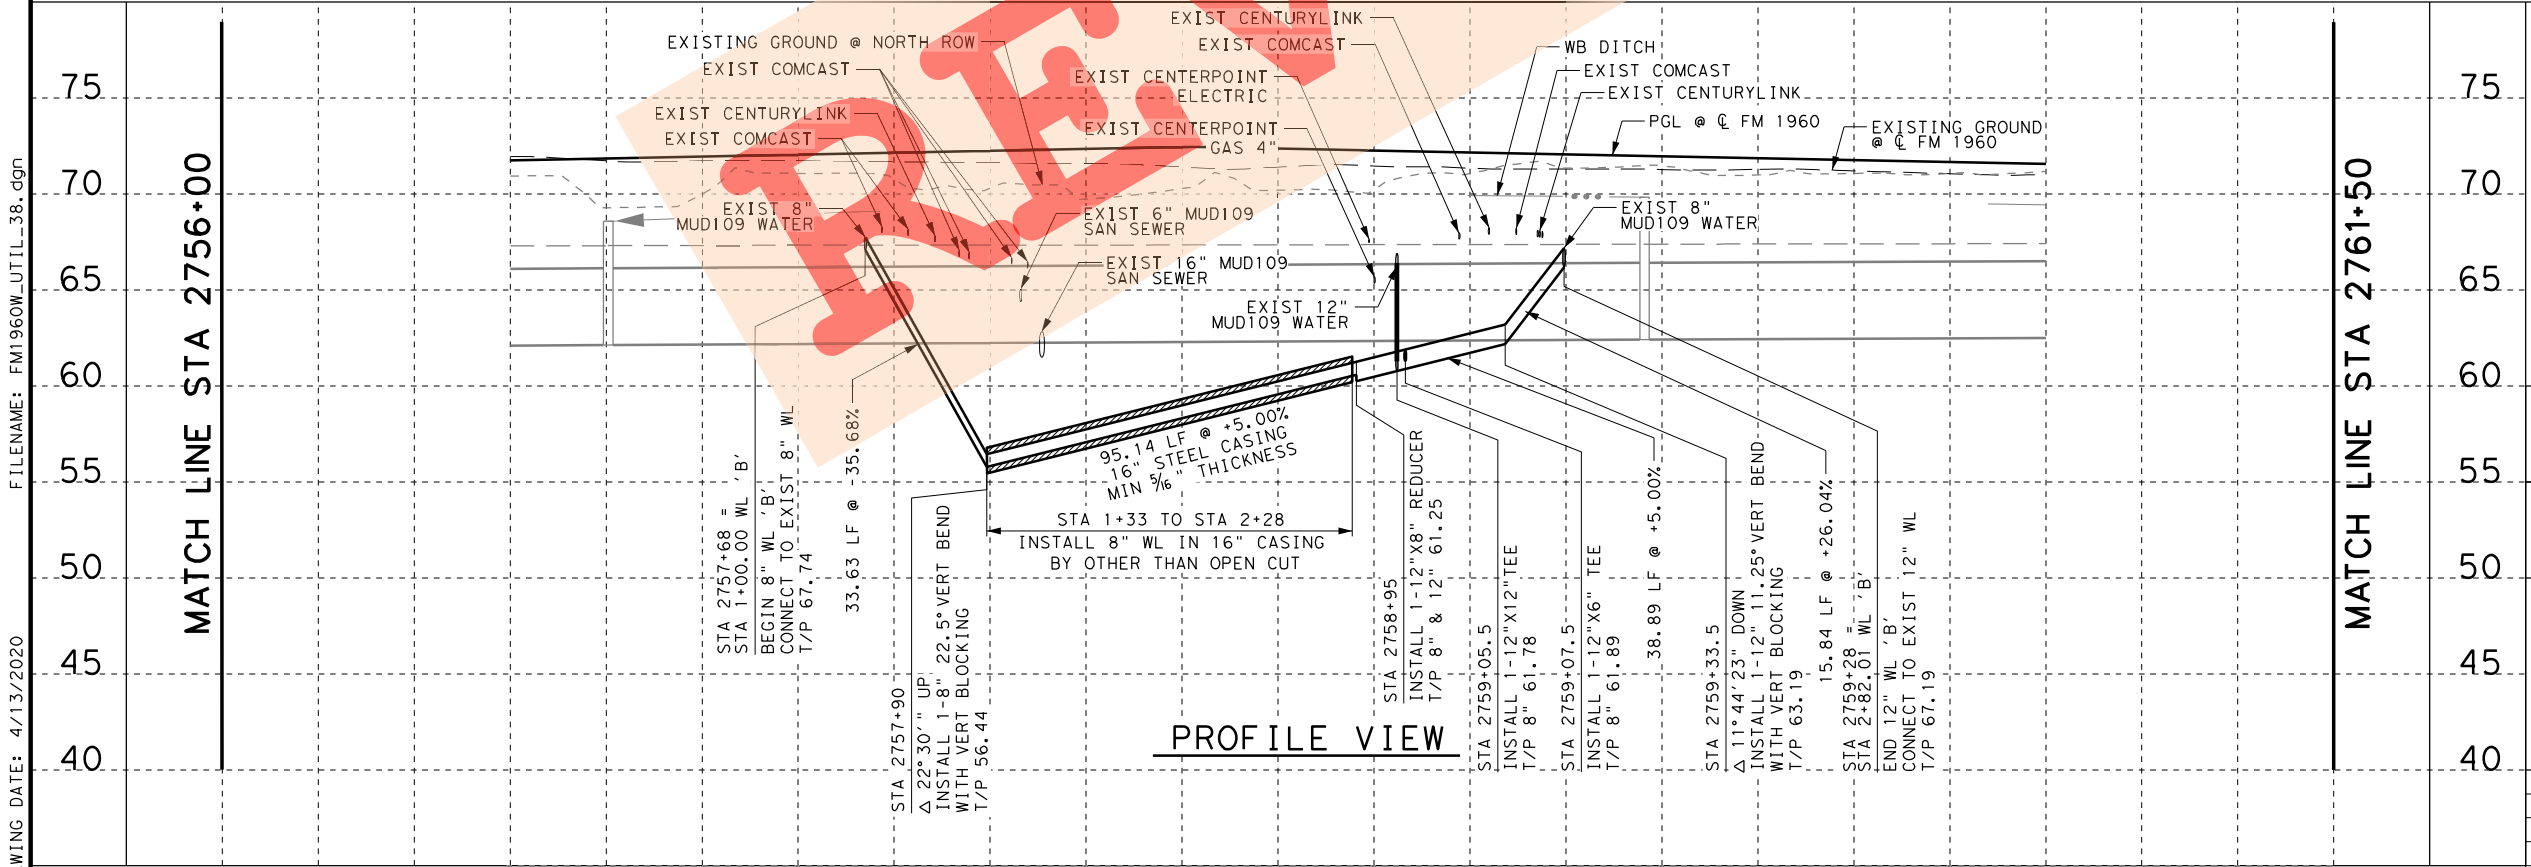 REV
EXIST CENTURYLINK
EXISTING GROUND @ NORTH ROW
EXIST COMCAST
WB DITCH
EXIST COMCAST
EXIST COMCAST
EXIST CENTERPOINT
ELECTRIC
EXIST CENTURYLINK
75
75
EXIST CENTURYLINK
PGL @ ℄ FM 1960
EXISTING GROUND
@ ℄ FM 1960
EXIST COMCAST
EXIST CENTERPOINT
GAS 4"
70
70
EXIST 8"
MUD109 WATER
EXIST 6" MUD109
SAN SEWER
EXIST 8"
MUD109 WATER
65
65
EXIST 16" MUD109
SAN SEWER
EXIST 12"
MUD109 WATER
60
60
55
55
50
50
45
45
40
40
MATCH LINE STA 2756+00
MATCH LINE STA 2761+50
95.14 LF @ +5.00%
16" STEEL CASING
MIN 5/16" THICKNESS
STA 1+33 TO STA 2+28
INSTALL 8" WL IN 16" CASING
BY OTHER THAN OPEN CUT
STA 2757+68 =
STA 1+00.00 WL 'B'
BEGIN 8" WL 'B'
CONNECT TO EXIST 8" WL
T/P 67.74
33.63 LF @ -35.68%
STA 2757+90
Δ 22°30'" UP
INSTALL 1-8" 22.5° VERT BEND
WITH VERT BLOCKING
T/P 56.44
STA 2758+95
INSTALL 1-12"X8" REDUCER
T/P 8" & 12" 61.25
STA 2759+05.5
INSTALL 1-12"X12"TEE
T/P 8" 61.78
STA 2759+07.5
INSTALL 1-12"X6" TEE
T/P 8" 61.89
38.89 LF @ +5.00%
STA 2759+33.5
Δ 11°44'23" DOWN
INSTALL 1-12" 11.25° VERT BEND
WITH VERT BLOCKING
T/P 63.19
15.84 LF @ +26.04%
STA 2759+28 =
STA 2+82.01 WL 'B'
END 12" WL 'B'
CONNECT TO EXIST 12" WL
T/P 67.19
PROFILE VIEW
FILENAME: FM1960W_UTIL_38.dgn
WING DATE: 4/13/2020